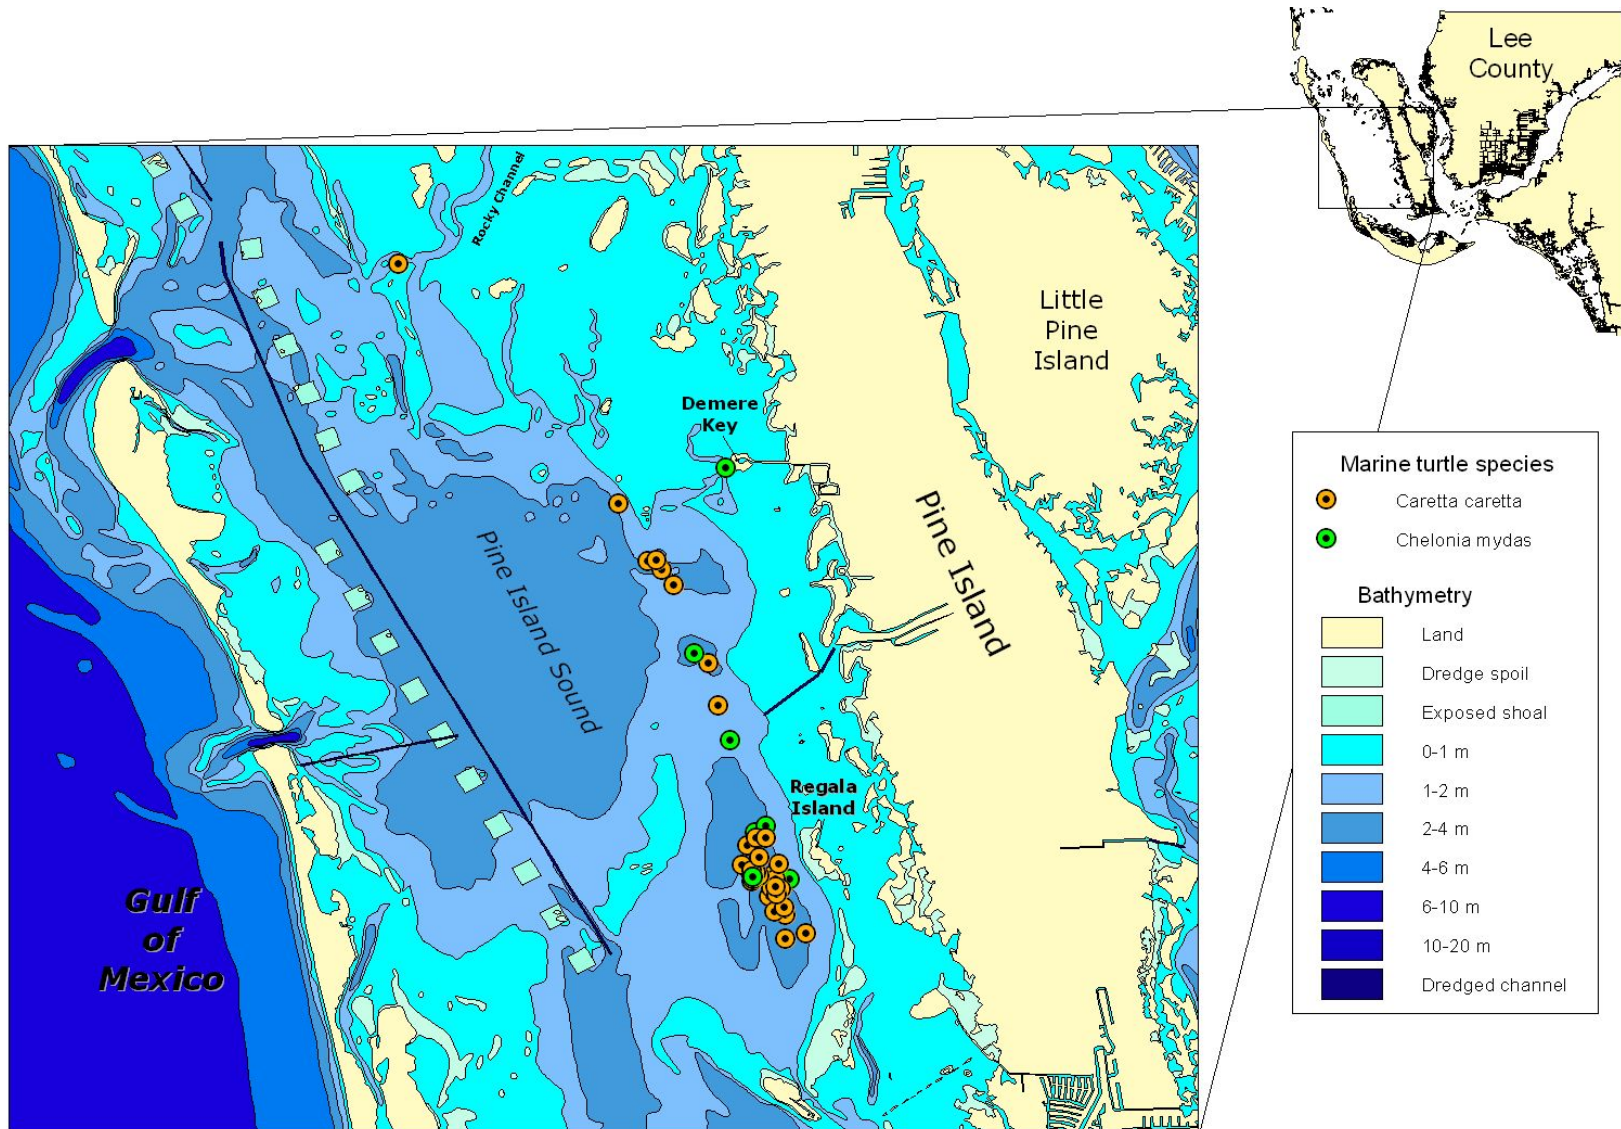 Lee
County
Rocky Channel
Little
Pine
Island
Demere
Key
Pine Island
Pine Island Sound
Regala
Island
Gulf
of
Mexico
Marine turtle species
Caretta caretta
Chelonia mydas
Bathymetry
Land
Dredge spoil
Exposed shoal
0-1 m
1-2 m
2-4 m
4-6 m
6-10 m
10-20 m
Dredged channel